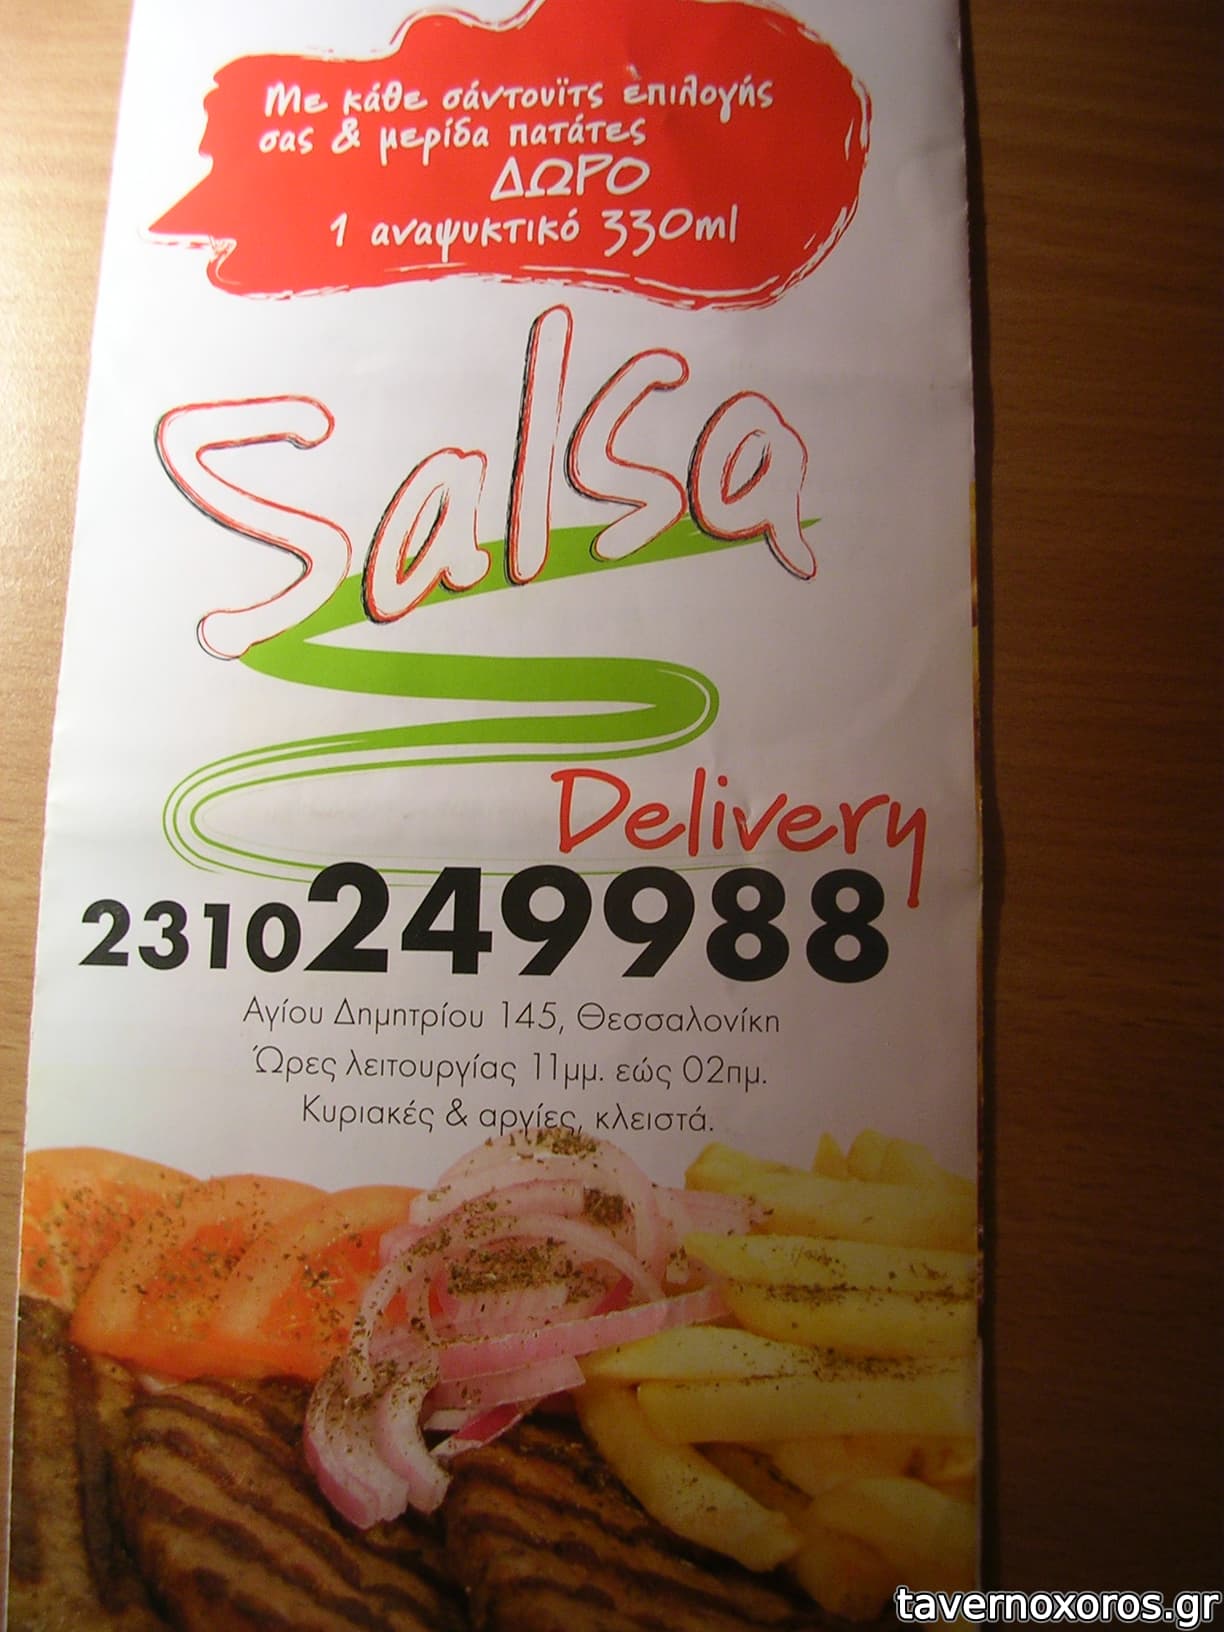 Με κάθε σάντουϊτς επιλογής
σας & μερίδα πατάτες
ΔΩΡΟ
1 αναψυκτικό 330ml
Salsa
Delivery
2310249988
Αγίου Δημητρίου 145, Θεσσαλονίκη
Ώρες λειτουργίας 11μμ. εώς 02πμ.
Κυριακές & αργίες, κλειστά.
tavernoxoros.gr